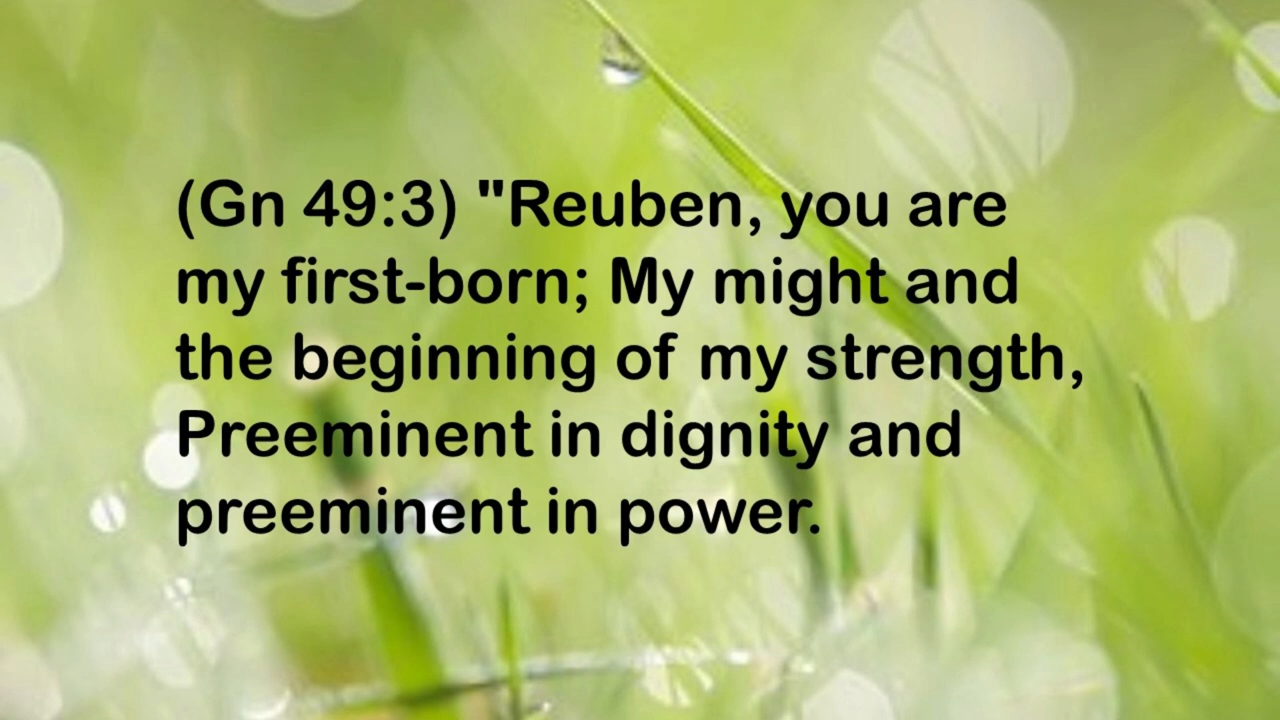 (Gn 49:3) "Reuben, you are
my first-born; My might and
the beginning of my strength,
Preeminent in dignity and
preeminent in power.